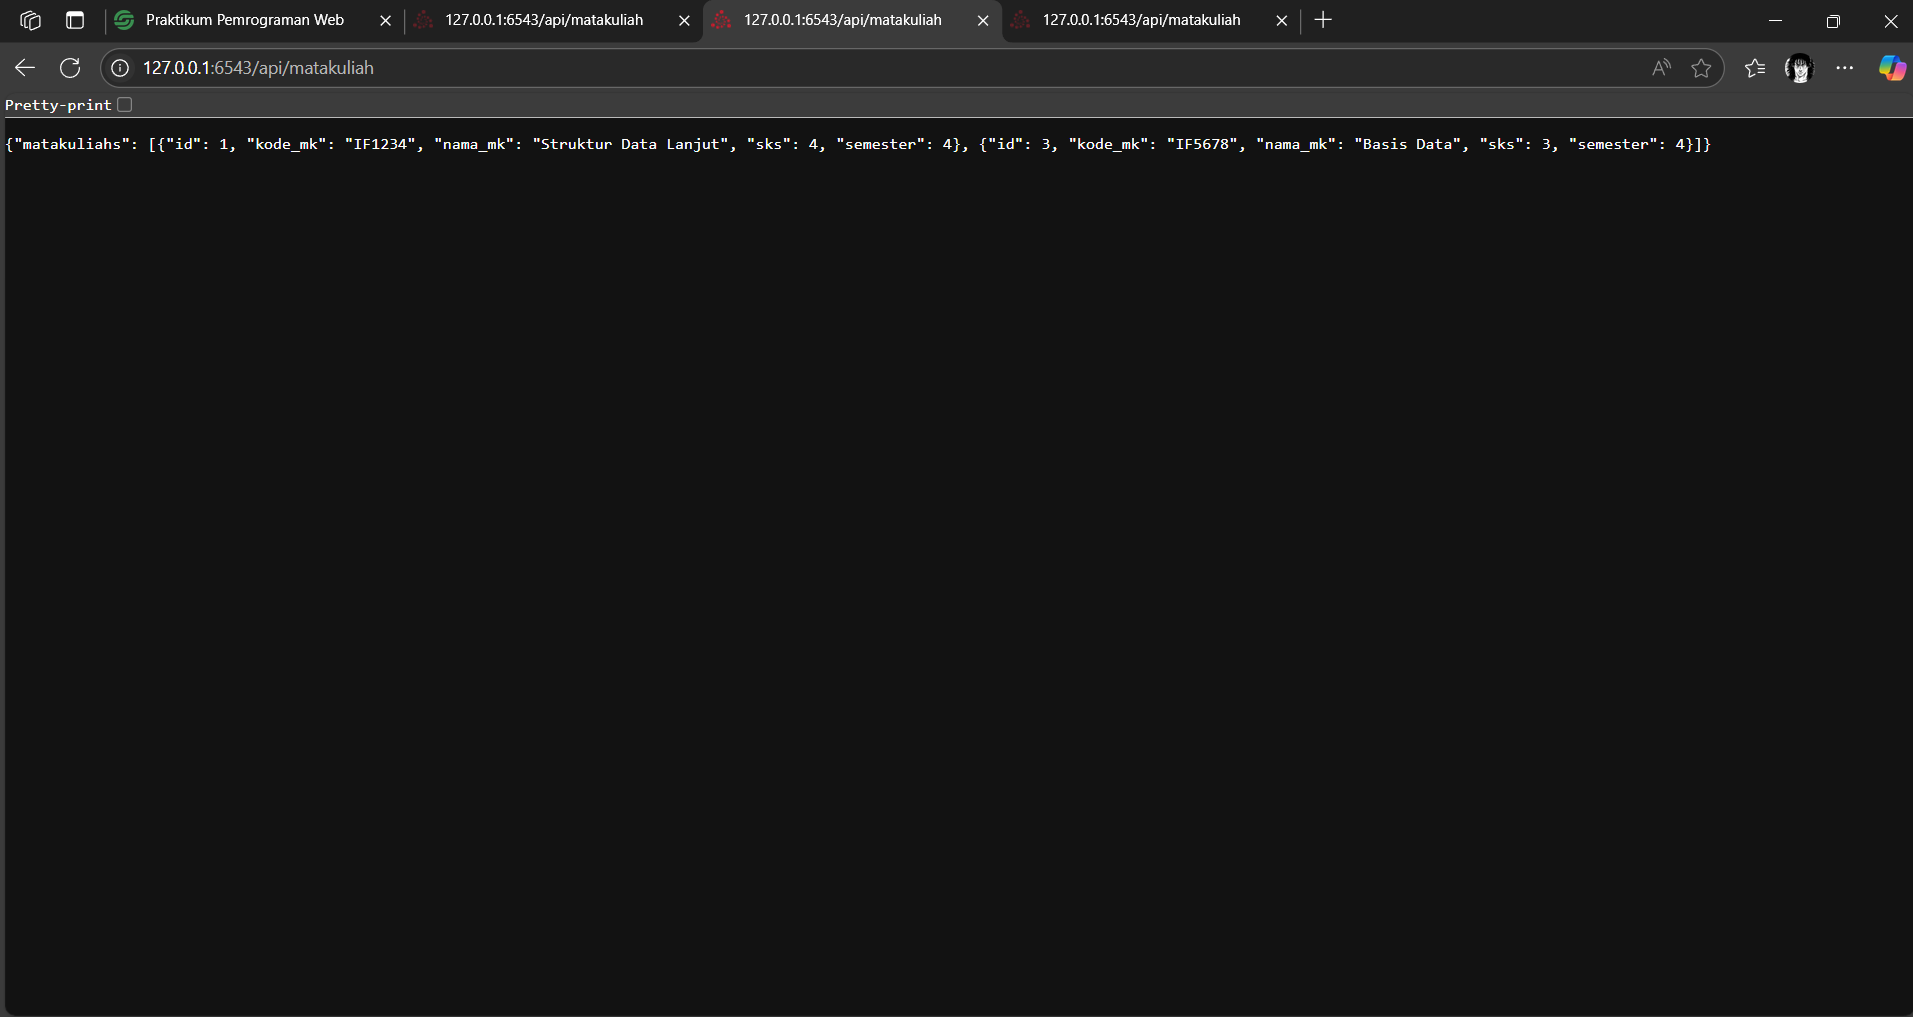 Praktikum Pemrograman Web
127.0.0.1:6543/api/matakuliah
127.0.0.1:6543/api/matakuliah
127.0.0.1:6543/api/matakuliah
127.0.0.1:6543/api/matakuliah
Pretty-print
{"matakuliahs": [{"id": 1, "kode_mk": "IF1234", "nama_mk": "Struktur Data Lanjut", "sks": 4, "semester": 4}, {"id": 3, "kode_mk": "IF5678", "nama_mk": "Basis Data", "sks": 3, "semester": 4}]}